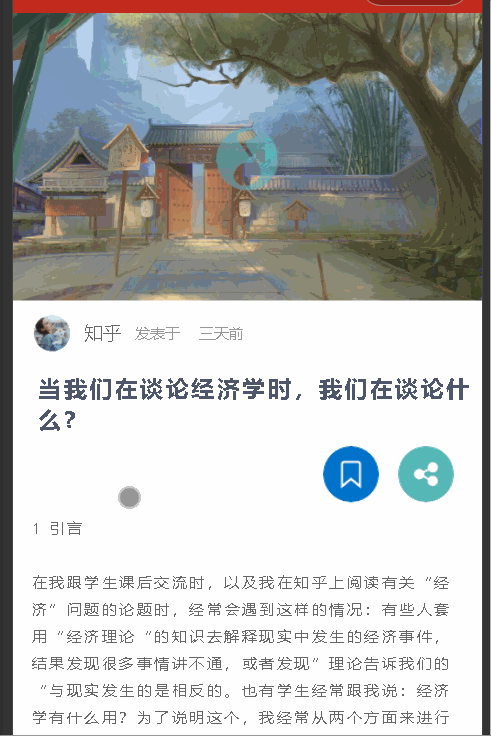 知乎 发表于 三天前
当我们在谈论经济学时，我们在谈论什
么?
1 引言
在我跟学生课后交流时，以及我在知乎上阅读有关“经
济”问题的论题时，经常会遇到这样的情况：有些人套
用“经济理论“的知识去解释现实中发生的经济事件，
结果发现很多事情讲不通，或者发现”理论告诉我们的
“与现实发生的是相反的。也有学生经常跟我说：经济
学有什么用？为了说明这个，我经常从两个方面来进行